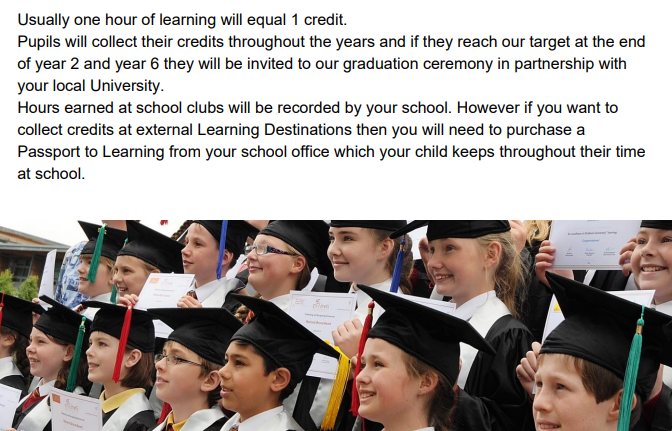 Usually one hour of learning will equal 1 credit.
Pupils will collect their credits throughout the years and if they reach our target at the end
of year 2 and year 6 they will be invited to our graduation ceremony in partnership with
your local University.
Hours earned at school clubs will be recorded by your school. However if you want to
collect credits at external Learning Destinations then you will need to purchase a
Passport to Learning from your school office which your child keeps throughout their time
at school.